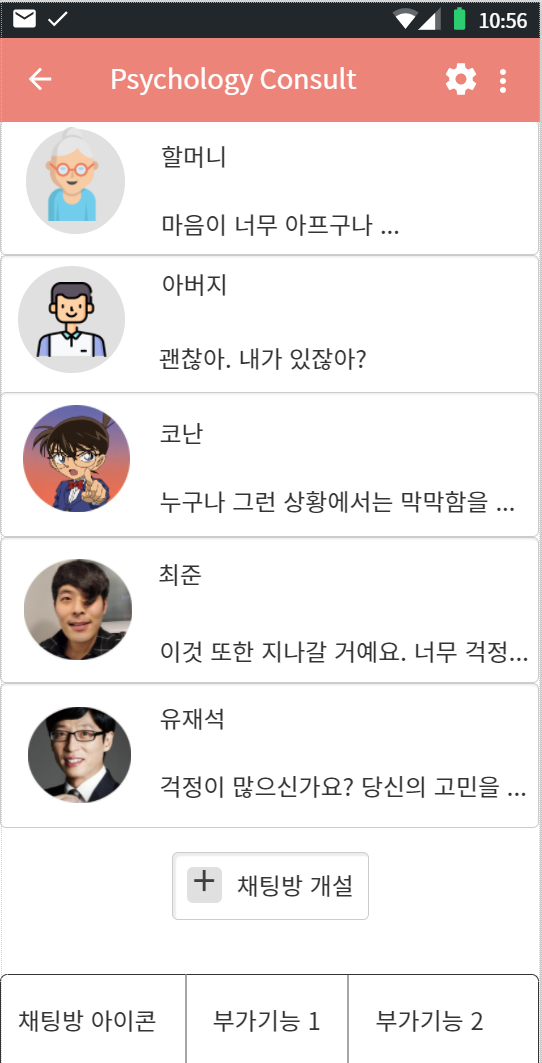 10:56
Psychology Consult
할머니
마음이 너무 아프구나 ...
아버지
괜찮아. 내가 있잖아?
코난
누구나 그런 상황에서는 막막함을 ...
최준
이것 또한 지나갈 거예요. 너무 걱정...
유재석
걱정이 많으신가요? 당신의 고민을 ...
채팅방 개설
채팅방 아이콘
부가기능 1
부가기능 2